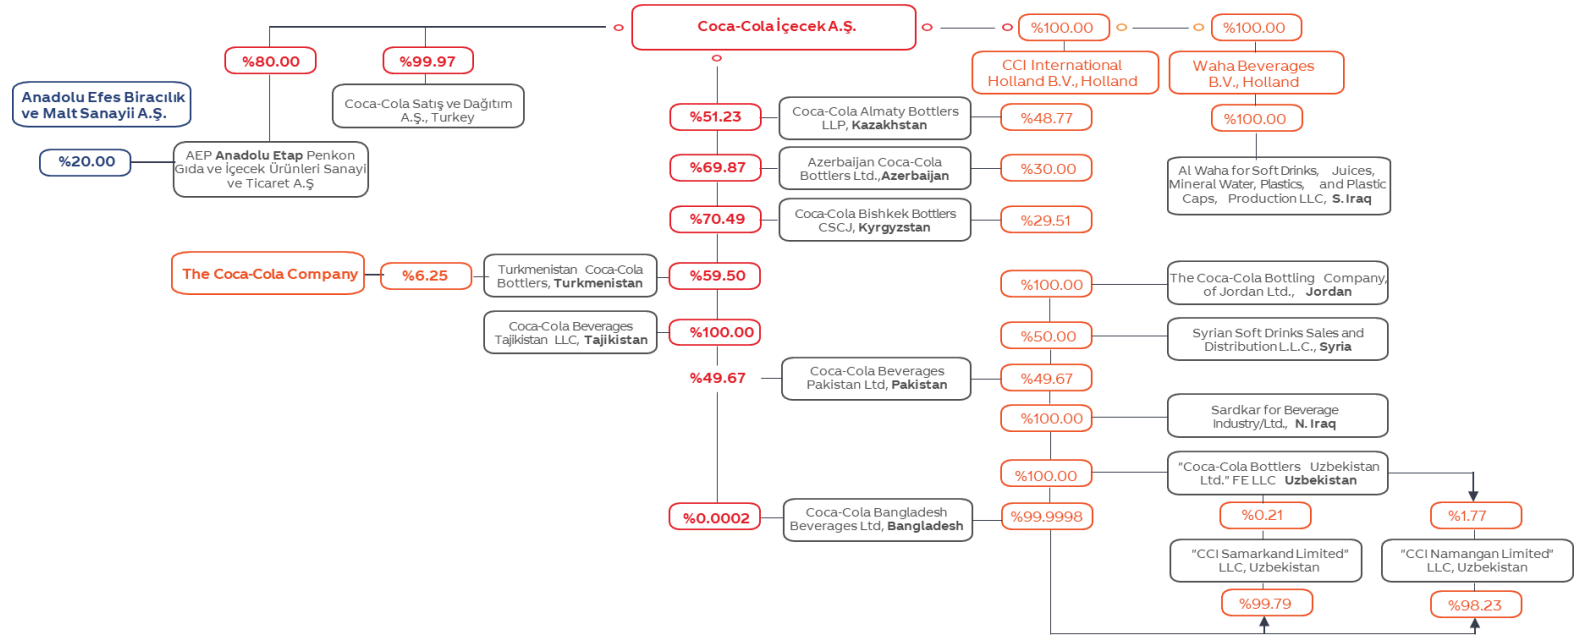 Coca-Cola İçecek A.Ş.
%100.00
%100.00
%80.00
%99.97
CCI International
Holland B.V., Holland
Waha Beverages
B.V., Holland
Anadolu Efes Biracılık
ve Malt Sanayii A.Ş.
Coca-Cola Satış ve Dağıtım
A.Ş., Turkey
%51.23
Coca-Cola Almaty Bottlers
LLP, Kazakhstan
%48.77
%100.00
%20.00
AEP Anadolu Etap Penkon
Gıda ve İçecek Ürünleri Sanayi
ve Ticaret A.Ş
%69.87
Azerbaijan Coca-Cola
Bottlers Ltd.,Azerbaijan
%30.00
Al Waha for Soft Drinks, Juices,
Mineral Water, Plastics, and Plastic
Caps, Production LLC, S. Iraq
%70.49
Coca-Cola Bishkek Bottlers
CSCJ, Kyrgyzstan
%29.51
The Coca-Cola Company
%6.25
Turkmenistan Coca-Cola
Bottlers, Turkmenistan
%59.50
%100.00
The Coca-Cola Bottling Company,
of Jordan Ltd., Jordan
Coca-Cola Beverages
Tajikistan LLC, Tajikistan
%100.00
%50.00
Syrian Soft Drinks Sales and
Distribution L.L.C., Syria
%49.67
Coca-Cola Beverages
Pakistan Ltd, Pakistan
%49.67
%100.00
Sardkar for Beverage
Industry/Ltd., N. Iraq
%100.00
"Coca-Cola Bottlers Uzbekistan
Ltd." FE LLC Uzbekistan
%0.0002
Coca-Cola Bangladesh
Beverages Ltd, Bangladesh
%99.9998
%0.21
%1.77
"CCI Samarkand Limited"
LLC, Uzbekistan
"CCI Namangan Limited"
LLC, Uzbekistan
%99.79
%98.23